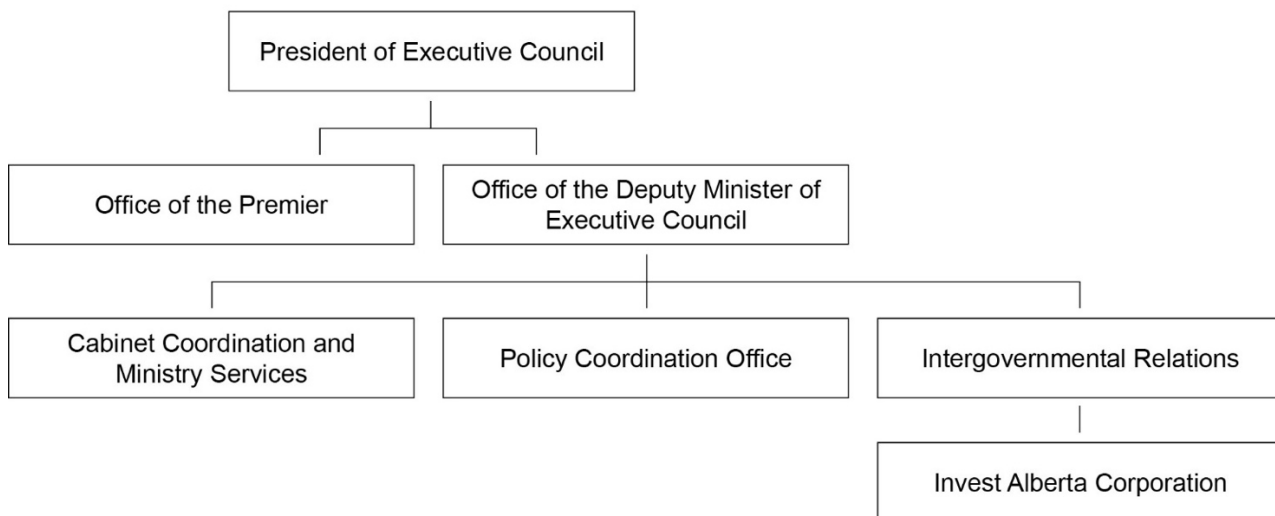 President of Executive Council
Office of the Premier
Office of the Deputy Minister of
Executive Council
Cabinet Coordination and
Ministry Services
Policy Coordination Office
Intergovernmental Relations
Invest Alberta Corporation